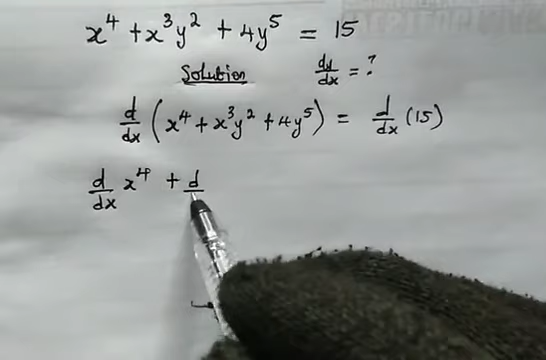 x⁴ + x³y² + 4y⁵ = 15
Solution dy/dx = ?
d/dx (x⁴ + x³y² + 4y⁵) = d/dx (15)
d/dx x⁴ + d